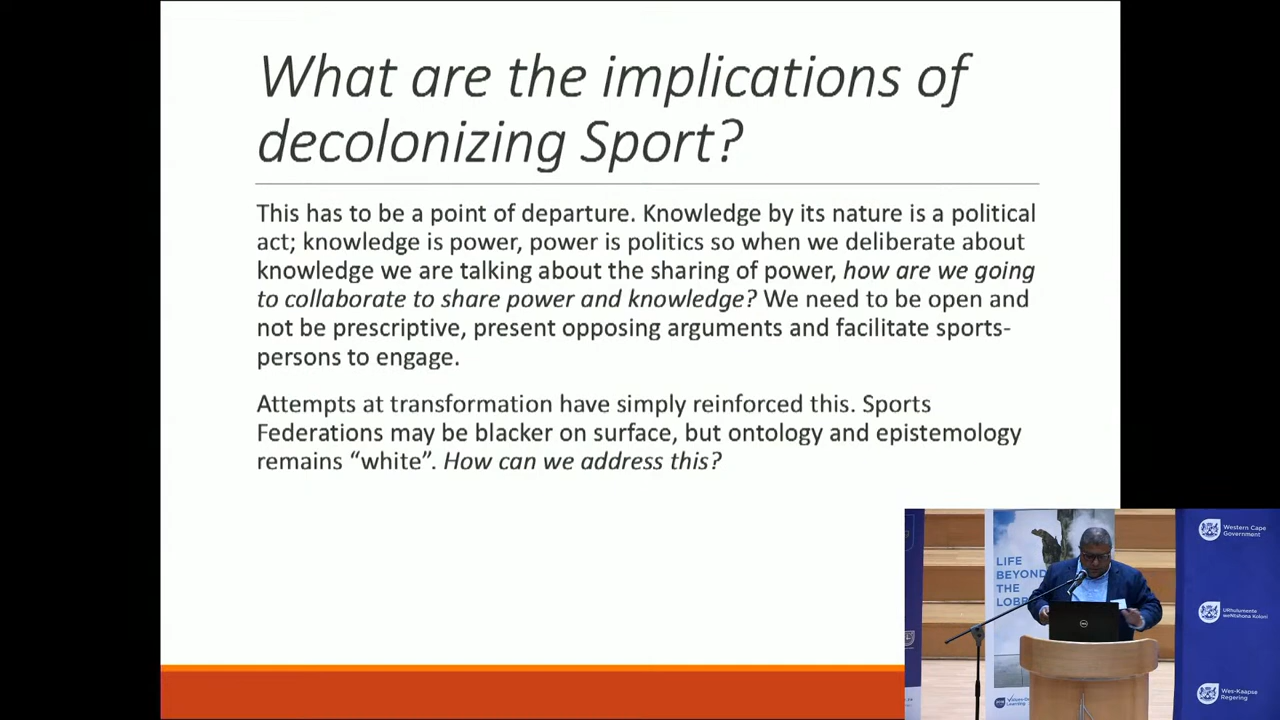 What are the implications of
decolonizing Sport?
This has to be a point of departure. Knowledge by its nature is a political
act; knowledge is power, power is politics so when we deliberate about
knowledge we are talking about the sharing of power, how are we going
to collaborate to share power and knowledge? We need to be open and
not be prescriptive, present opposing arguments and facilitate sports-
persons to engage.
Attempts at transformation have simply reinforced this. Sports
Federations may be blacker on surface, but ontology and epistemology
remains “white”. How can we address this?
LIFE
BEYOND
THE
Western Cape
Government
Wes-Kaapse
Regering